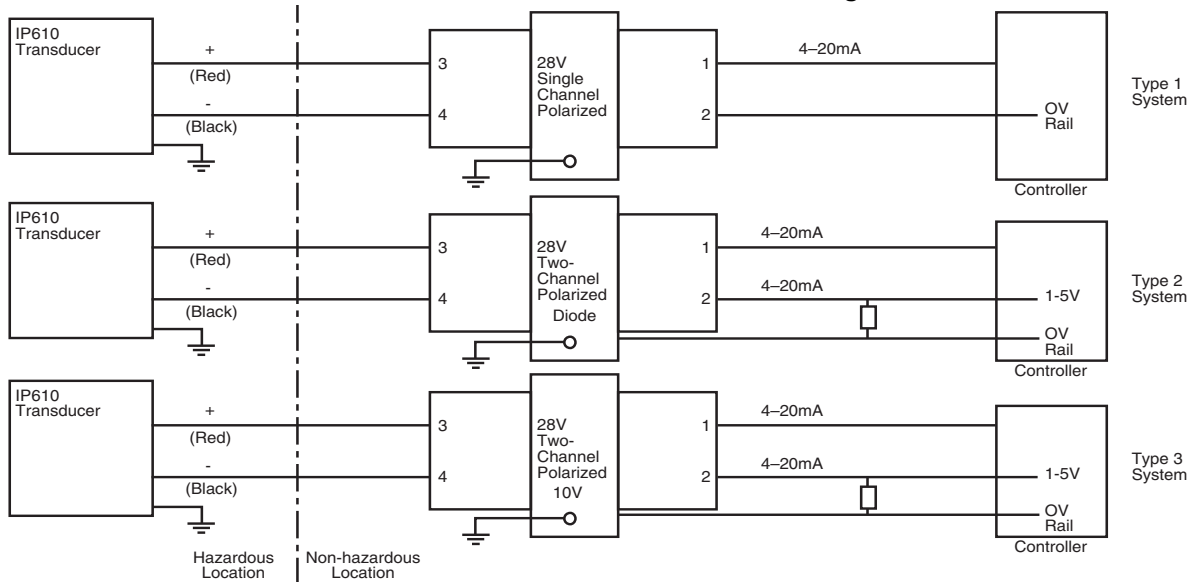 IP610
Transducer
+
(Red)
-
(Black)
3
4
28V
Single
Channel
Polarized
1
2
4–20mA
OV
Rail
Controller
Type 1
System
IP610
Transducer
+
(Red)
-
(Black)
3
4
28V
Two-
Channel
Polarized
Diode
1
2
4–20mA
4–20mA
1-5V
OV
Rail
Controller
Type 2
System
IP610
Transducer
+
(Red)
-
(Black)
3
4
28V
Two-
Channel
Polarized
10V
1
2
4–20mA
4–20mA
1-5V
OV
Rail
Controller
Type 3
System
Hazardous
Location
Non-hazardous
Location